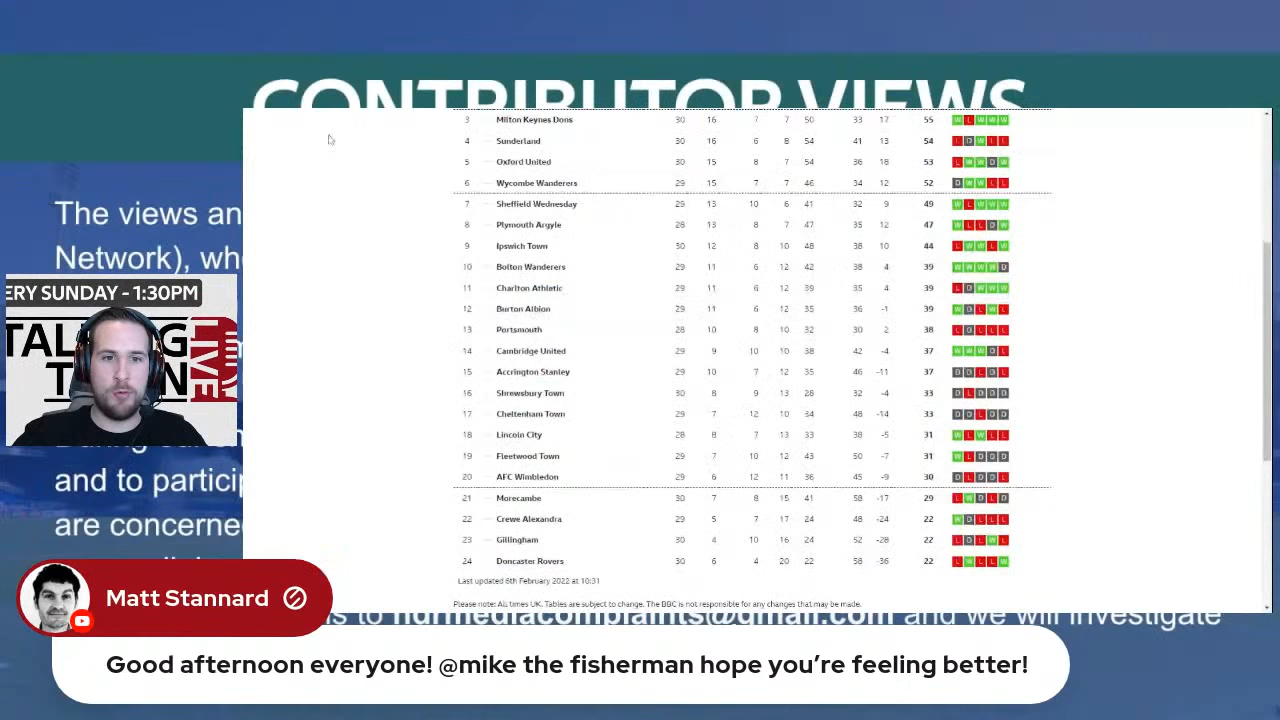 CONTRIBUTOR VIEWS
3 Milton Keynes Dons 30 16 7 7 50 33 17 55 W L W W W
4 Sunderland 30 16 6 8 54 41 13 54 L D W L L
5 Oxford United 30 15 8 7 54 36 18 53 L W W D W
6 Wycombe Wanderers 29 15 7 7 46 34 12 52 D W W L L
7 Sheffield Wednesday 29 13 10 6 41 32 9 49 W L W W W
8 Plymouth Argyle 28 13 8 7 47 35 12 47 W L L D W
9 Ipswich Town 30 12 8 10 48 38 10 44 L W W L W
10 Bolton Wanderers 29 11 6 12 42 38 4 39 W W W W D
11 Charlton Athletic 29 11 6 12 39 35 4 39 L D W W W
12 Burton Albion 29 11 6 12 35 36 -1 39 W D L W L
13 Portsmouth 28 10 8 10 32 30 2 38 L D L L L
14 Cambridge United 29 9 10 10 38 42 -4 37 W W W D L
15 Accrington Stanley 29 10 7 12 35 46 -11 37 D D L D L
16 Shrewsbury Town 30 8 9 13 28 32 -4 33 D L D D D
17 Cheltenham Town 29 7 12 10 34 48 -14 33 D D L D D
18 Lincoln City 28 8 7 13 33 38 -5 31 W L W L L
19 Fleetwood Town 29 7 10 12 43 50 -7 31 W L D D D
20 AFC Wimbledon 29 6 12 11 36 45 -9 30 D L D D L
21 Morecambe 30 7 8 15 41 58 -17 29 L W D L D
22 Crewe Alexandra 29 5 7 17 24 48 -24 22 W D L L L
23 Gillingham 30 4 10 16 24 52 -28 22 L D L W L
24 Doncaster Rovers 30 6 4 20 22 58 -36 22 L W L L W
Last updated 6th February 2022 at 10:31
Please note: All times UK. Tables are subject to change. The BBC is not responsible for any changes that may be made.
The views an
Network), wh
ERY SUNDAY - 1:30PM
TAL NG
T WN
LIVE
and to particip
are concerne
s to nurmediacomplaints@gmail.com and we will investigate
Matt Stannard
Good afternoon everyone! @mike the fisherman hope you’re feeling better!